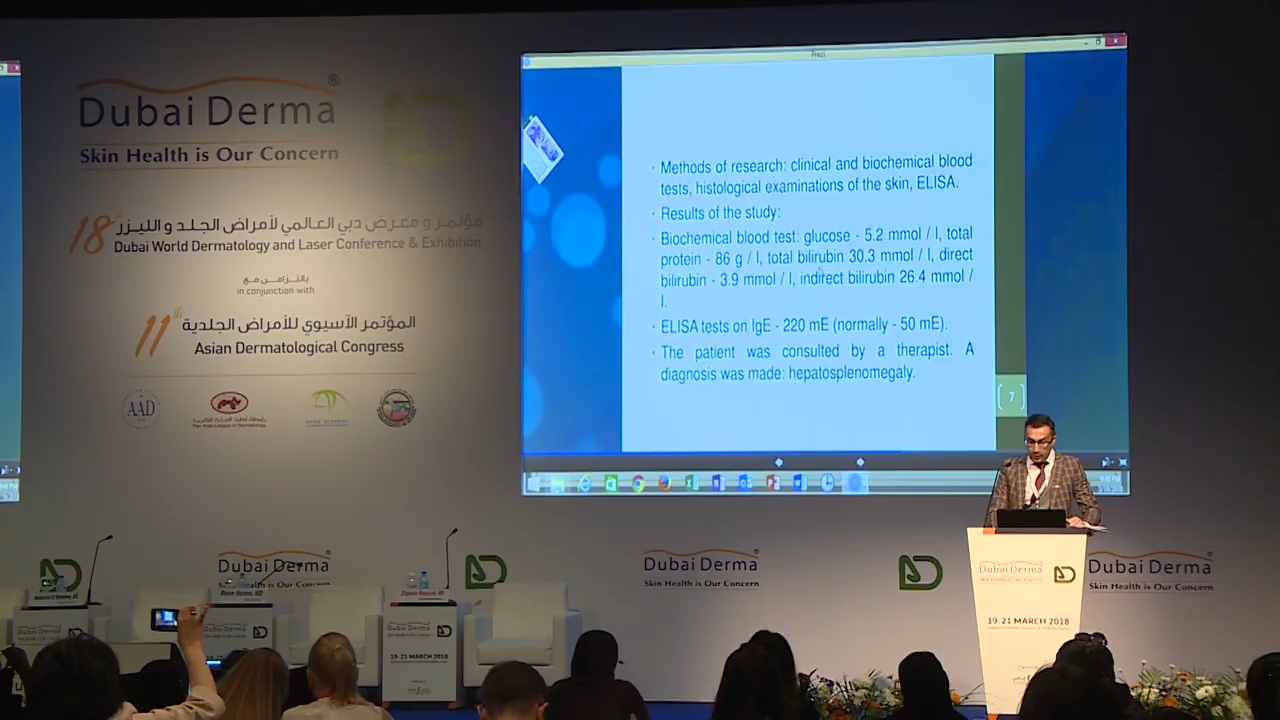 Dubai Derma
®
Skin Health is Our Concern
18th
مؤتمر و معرض دبي العالمي لأمراض الجلد و الليزر
Dubai World Dermatology and Laser Conference & Exhibition
بالتزامن مع
in conjunction with
11th
المؤتمر الآسيوي للأمراض الجلدية
Asian Dermatological Congress
AAD
Prezi
• Methods of research: clinical and biochemical blood
tests, histological examinations of the skin, ELISA.
• Results of the study:
• Biochemical blood test: glucose - 5.2 mmol / l, total
protein - 86 g / l, total bilirubin 30.3 mmol / l, direct
bilirubin - 3.9 mmol / l, indirect bilirubin 26.4 mmol /
l.
• ELISA tests on IgE - 220 mE (normally - 50 mE).
• The patient was consulted by a therapist. A
diagnosis was made: hepatosplenomegaly.
7
Dubai Derma
Skin Health is Our Concern
Dubai Derma
Skin Health is Our Concern
Dubai Derma
Skin Health is Our Concern
Dubai Derma
19-21 MARCH 2018
19-21 MARCH 2018